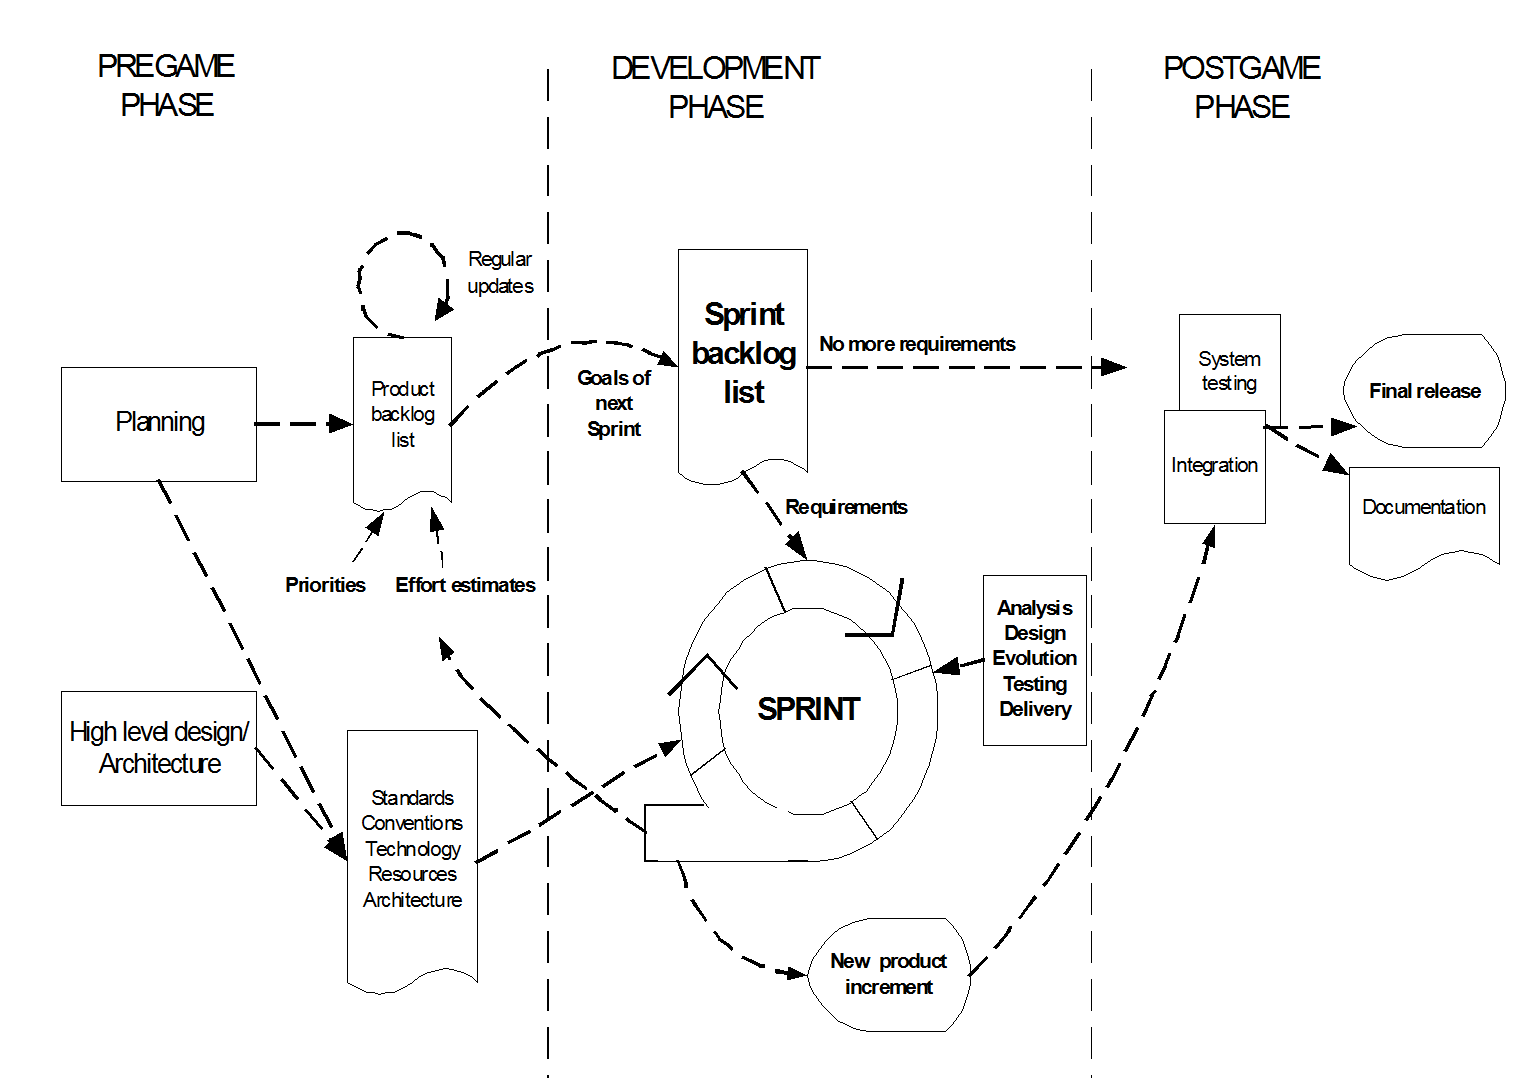 PREGAME
PHASE
DEVELOPMENT
PHASE
POSTGAME
PHASE
Regular
updates
Planning
Product
backlog
list
Goals of
next
Sprint
Sprint
backlog
list
No more requirements
System
testing
Integration
Final release
Documentation
Priorities
Effort estimates
Requirements
Analysis
Design
Evolution
Testing
Delivery
SPRINT
High level design/
Architecture
Standards
Conventions
Technology
Resources
Architecture
New product
increment